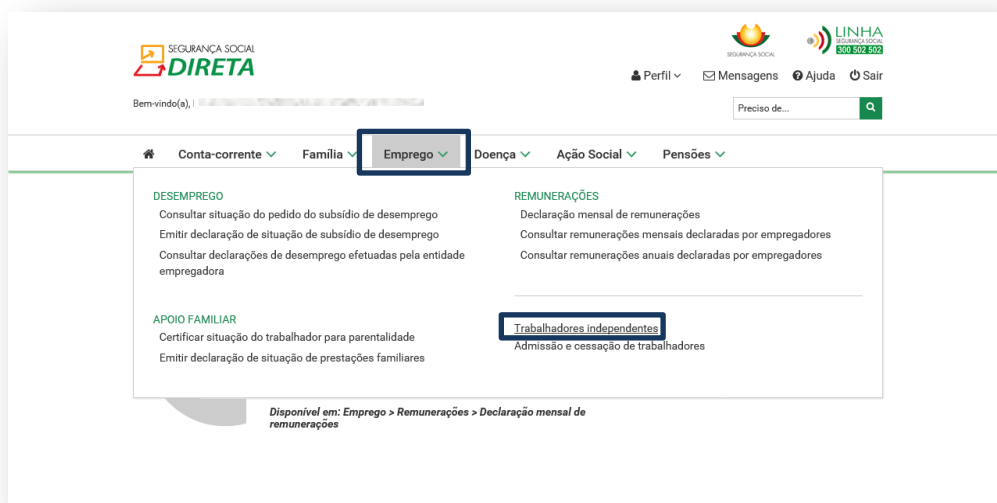 SEGURANÇA SOCIAL
DIRETA
SEGURANÇA SOCIAL
LINHA
SEGURANÇA SOCIAL
300 502 502
Perfil
Mensagens
Ajuda
Sair
Bem-vindo(a),
Preciso de...
Conta-corrente
Família
Emprego
Doença
Ação Social
Pensões
DESEMPREGO
Consultar situação do pedido do subsídio de desemprego
Emitir declaração de situação de subsídio de desemprego
Consultar declarações de desemprego efetuadas pela entidade
empregadora
REMUNERAÇÕES
Declaração mensal de remunerações
Consultar remunerações mensais declaradas por empregadores
Consultar remunerações anuais declaradas por empregadores
APOIO FAMILIAR
Certificar situação do trabalhador para parentalidade
Emitir declaração de situação de prestações familiares
Trabalhadores independentes
Admissão e cessação de trabalhadores
Disponível em: Emprego > Remunerações > Declaração mensal de
remunerações